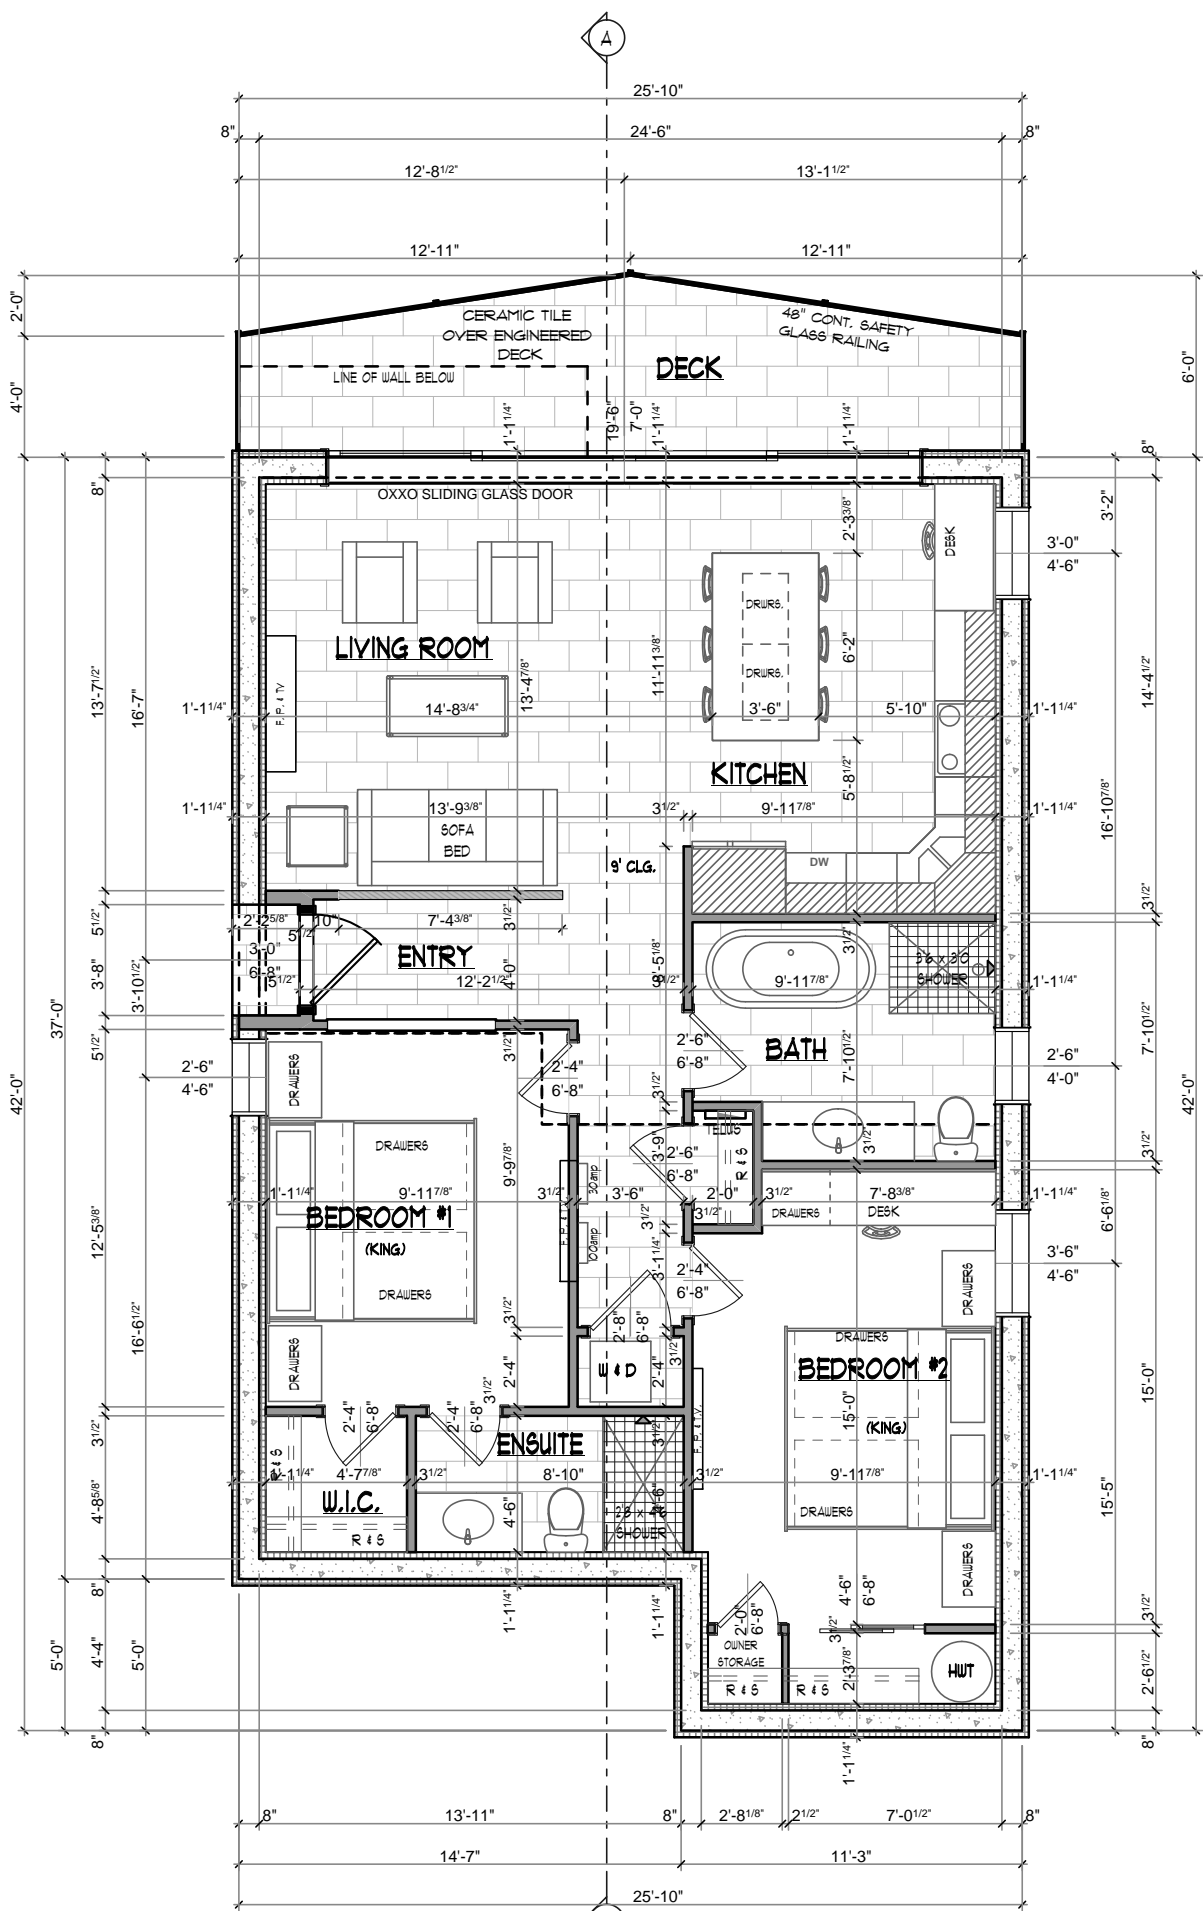 A
25'-10"
8"
24'-6"
8"
12'-8 1/2"
13'-1 1/2"
12'-11"
12'-11"
2'-0"
4'-0"
6'-0"
CERAMIC TILE
OVER ENGINEERED
DECK
48" CONT. SAFETY
GLASS RAILING
DECK
LINE OF WALL BELOW
19'-6"
7'-0"
1'-1 1/4"
1'-1 1/4"
1'-1 1/4"
8"
8"
OXXO SLIDING GLASS DOOR
2'-3 3/8"
DESK
3'-2"
3'-0"
4'-6"
DRWRS.
DRWRS.
LIVING ROOM
F.P. & TV
11'-11 3/8"
13'-4 7/8"
6'-2"
13'-7 1/2"
16'-7"
14'-4 1/2"
1'-1 1/4"
14'-8 3/4"
3'-6"
5'-10"
1'-1 1/4"
KITCHEN
5'-8 1/2"
16'-10 7/8"
1'-1 1/4"
13'-9 3/8"
3 1/2"
9'-11 7/8"
1'-1 1/4"
SOFA
BED
9' CLG.
DW
5 1/2"
3 1/2"
3 1/2"
2'-2 5/8"
10"
7'-4 3/8"
5 1/2"
3'-0"
6'-8"
5 1/2"
ENTRY
12'-2 1/2"
4'-0"
9'-5 1/8"
3 1/2"
3 1/2"
9'-11 7/8"
3'6 x 3'0
SHOWER
1'-1 1/4"
3'-8"
3'-10 1/2"
37'-0"
42'-0"
5 1/2"
3 1/2"
2'-6"
4'-6"
DRAWERS
2'-4"
6'-8"
2'-6"
6'-8"
BATH
7'-10 1/2"
2'-6"
4'-0"
7'-10 1/2"
42'-0"
3 1/2"
TELUS
3'-9"
2'-6"
6'-8"
R & S
3 1/2"
3 1/2"
DRAWERS
9'-9 7/8"
12'-5 3/8"
1'-1 1/4"
9'-11 7/8"
3 1/2"
30amp
3'-6"
2'-0"
3 1/2"
7'-8 3/8"
1'-1 1/4"
6'-6 1/8"
BEDROOM #1
(KING)
DRAWERS
F.P. &
100amp
3 1/2"
3 1/2"
DRAWERS
DESK
3'-1 1/4"
2'-4"
6'-8"
3'-6"
4'-6"
DRAWERS
16'-6 1/2"
DRAWERS
3 1/2"
2'-4"
2'-8"
6'-8"
W & D
2'-4"
3 1/2"
DRAWERS
BEDROOM #2
(KING)
15'-0"
15'-0"
3 1/2"
2'-4"
6'-8"
2'-4"
6'-8"
3 1/2"
ENSUITE
3 1/2"
F.P. & T.V.
R & S
1'-1 1/4"
4'-7 7/8"
3 1/2"
8'-10"
3 1/2"
9'-11 7/8"
1'-1 1/4"
W.I.C.
R & S
4'-6"
4'-6"
SHOWER
DRAWERS
4'-8 5/8"
15'-5"
DRAWERS
8"
4'-4"
5'-0"
5'-0"
8"
1'-1 1/4"
1'-1 1/4"
2'-0"
6'-8"
4'-6"
6'-8"
3 1/2"
3 1/2"
OWNER
STORAGE
R & S
R & S
2'-3 7/8"
HWT
2'-6 1/2"
8"
1'-1 1/4"
8"
13'-11"
8"
2'-8 1/8"
2 1/2"
7'-0 1/2"
8"
14'-7"
11'-3"
25'-10"